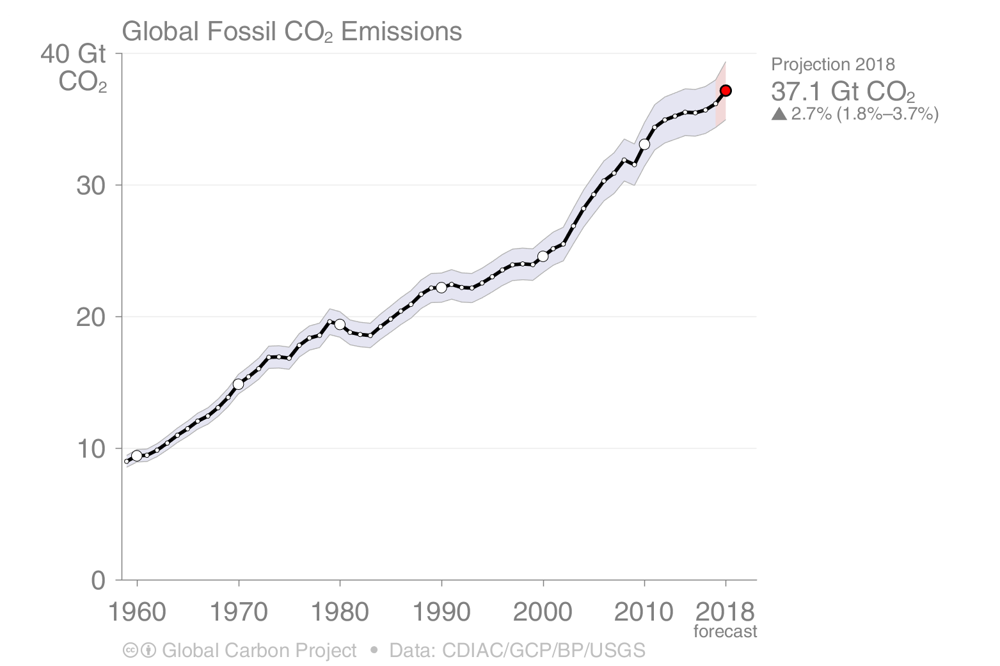 Global Fossil CO₂ Emissions
40 Gt
CO₂
30
20
10
0
Projection 2018
37.1 Gt CO₂
▲ 2.7% (1.8%–3.7%)
1960 1970 1980 1990 2000 2010 2018
forecast
cc Global Carbon Project • Data: CDIAC/GCP/BP/USGS